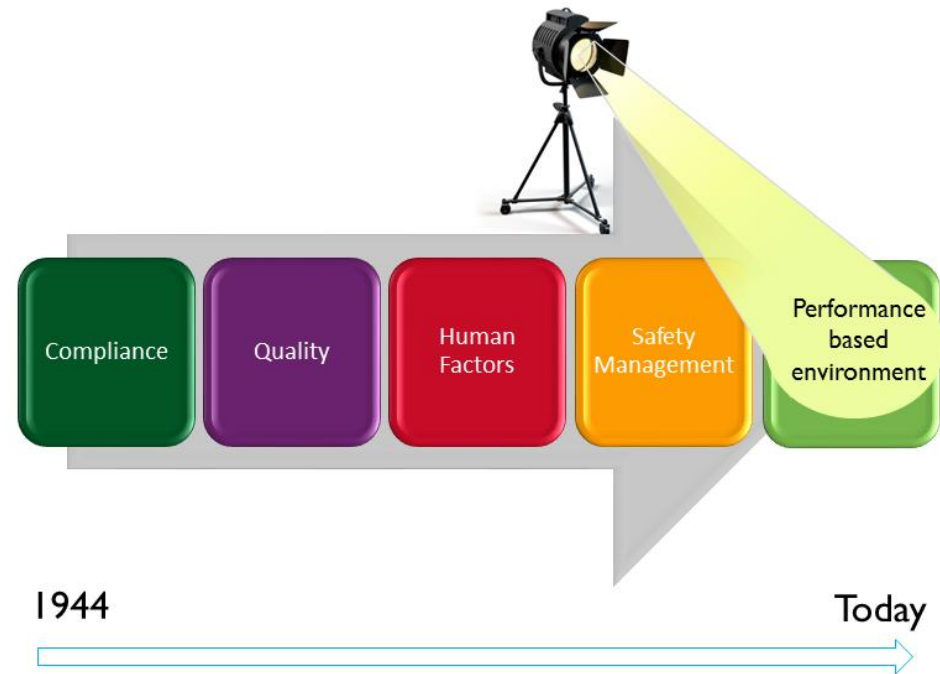 Compliance
Quality
Human
Factors
Safety
Management
Performance
based
environment
1944
Today